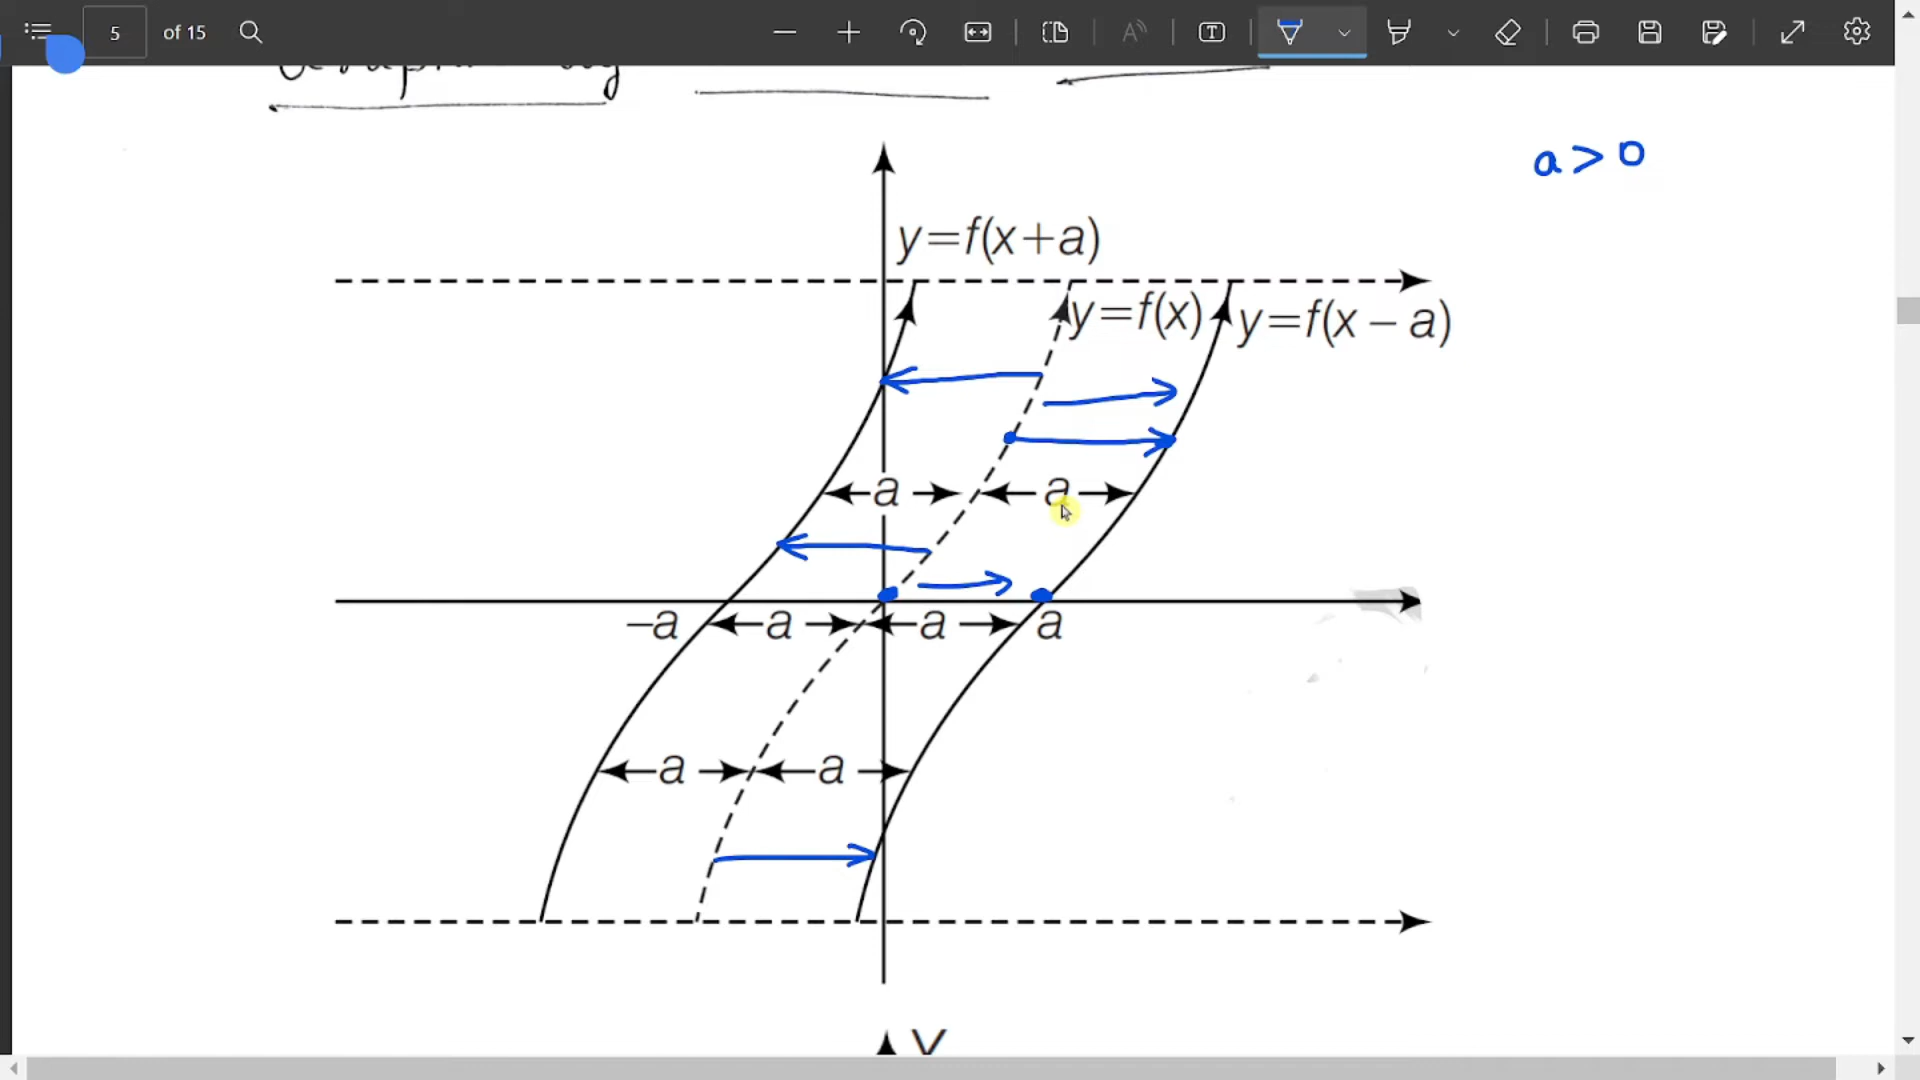 5 of 15
a > 0
y=f(x+a)
y=f(x) y=f(x – a)
a a
–a a a a
a a
Y